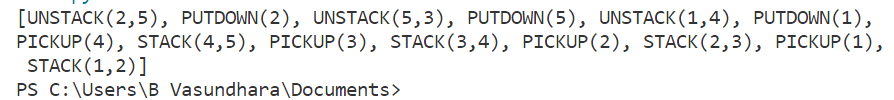 [UNSTACK(2,5), PUTDOWN(2), UNSTACK(5,3), PUTDOWN(5), UNSTACK(1,4), PUTDOWN(1),
PICKUP(4), STACK(4,5), PICKUP(3), STACK(3,4), PICKUP(2), STACK(2,3), PICKUP(1),
STACK(1,2)]
PS C:\Users\B Vasundhara\Documents>